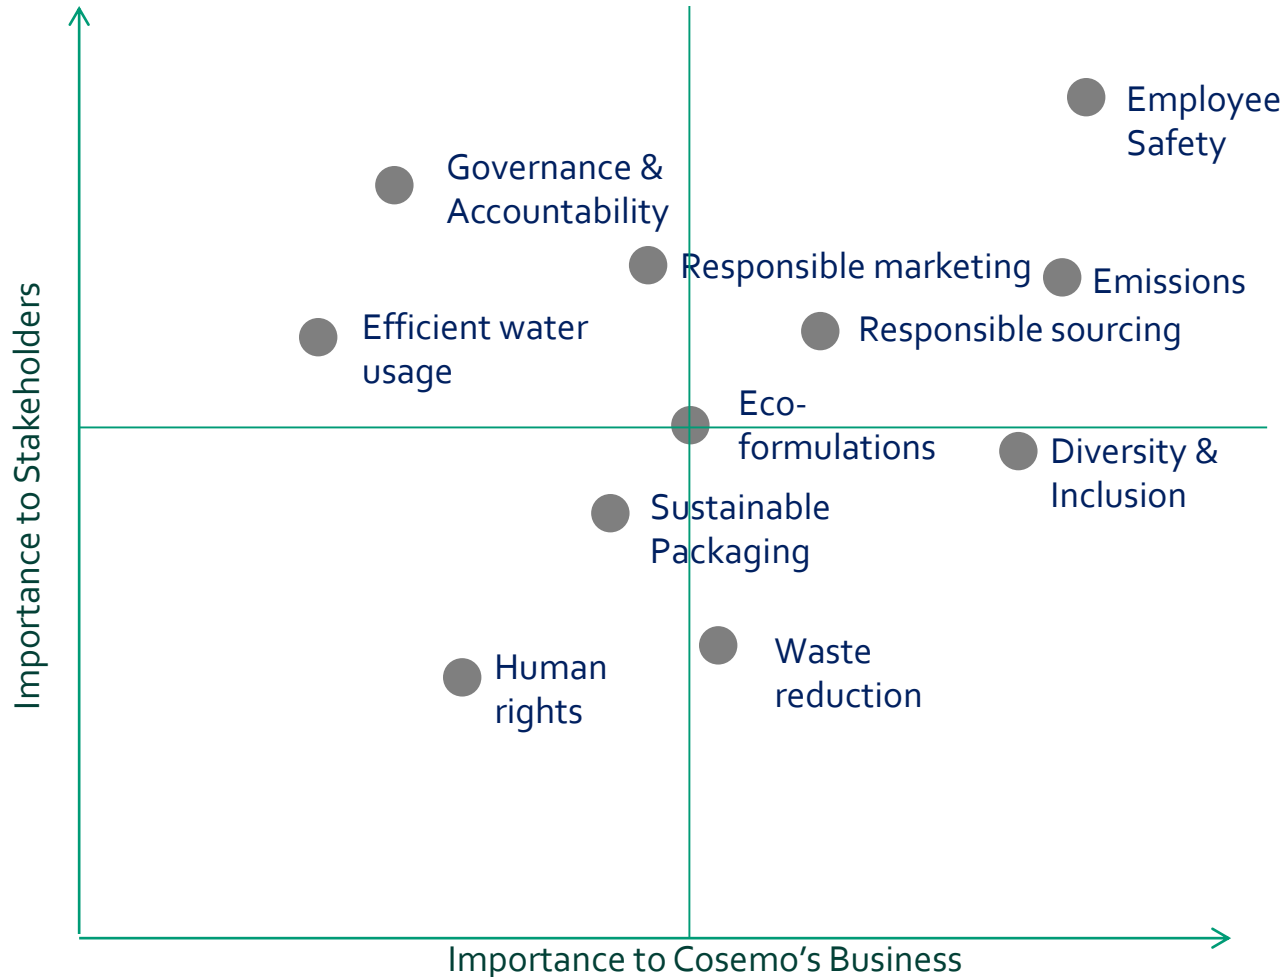 Employee
Safety
Governance &
Accountability
Responsible marketing
Emissions
Efficient water
usage
Responsible sourcing
Eco-
formulations
Diversity &
Inclusion
Sustainable
Packaging
Human
rights
Waste
reduction
Importance to Stakeholders
Importance to Cosemo's Business